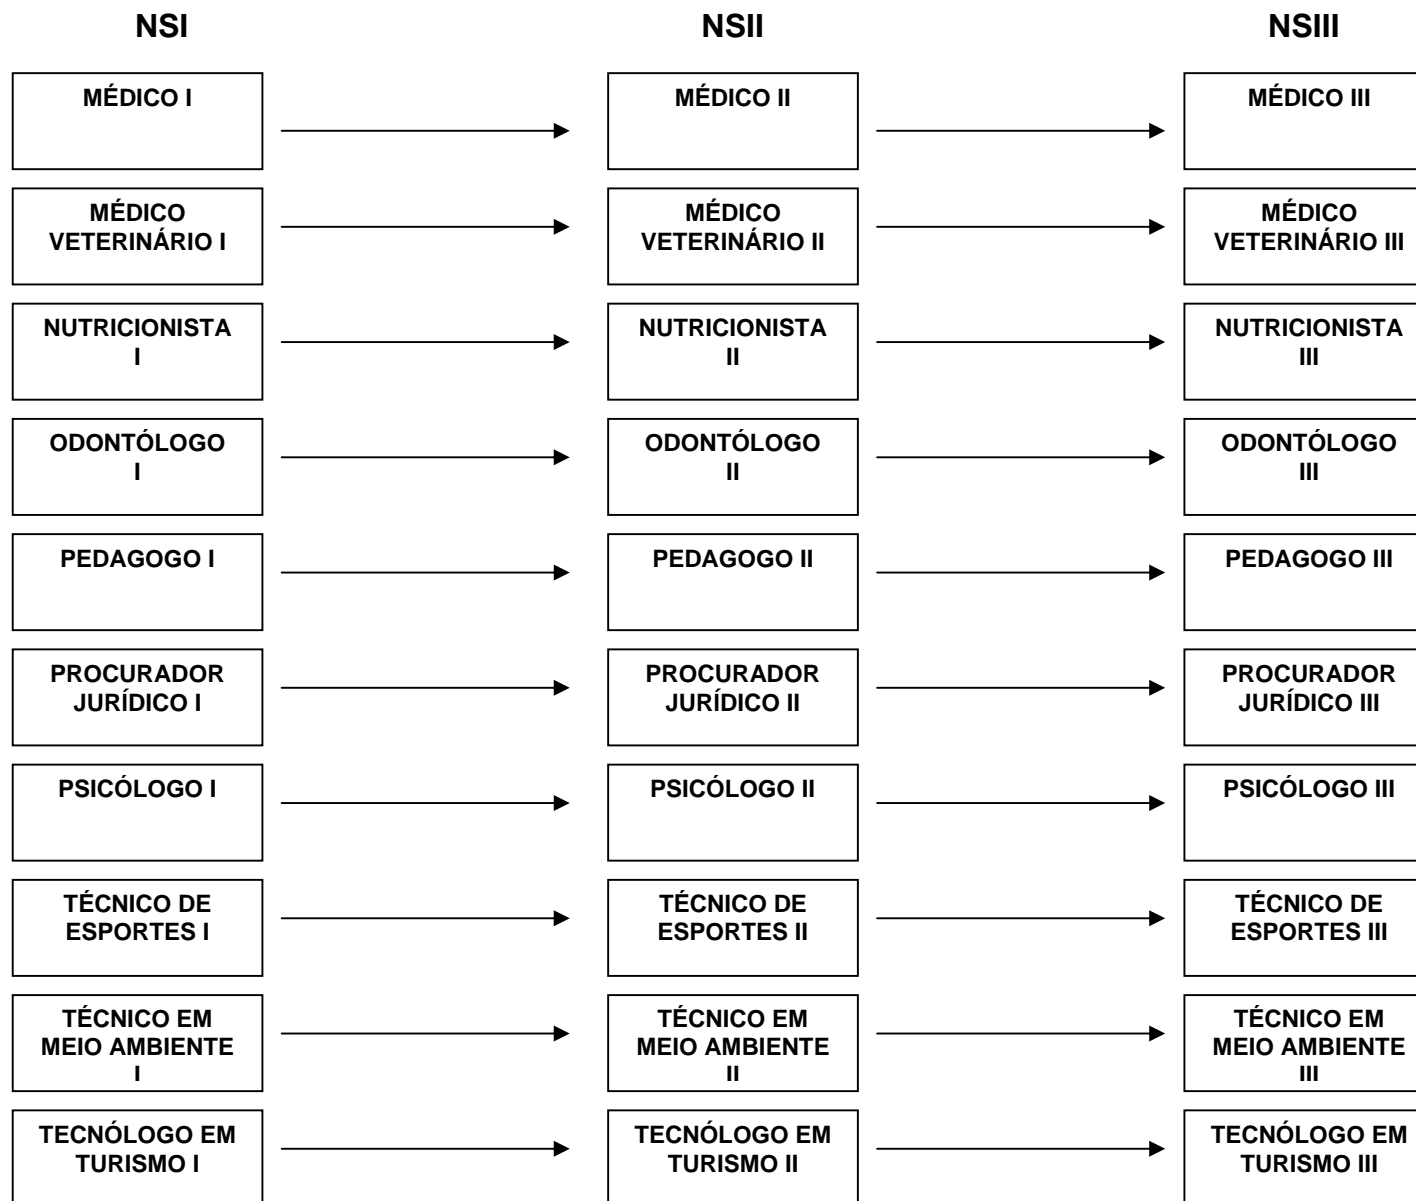 NSI NSII NSIII
MÉDICO I MÉDICO II MÉDICO III
MÉDICO MÉDICO MÉDICO
VETERINÁRIO I VETERINÁRIO II VETERINÁRIO III
NUTRICIONISTA NUTRICIONISTA NUTRICIONISTA
I II III
ODONTÓLOGO ODONTÓLOGO ODONTÓLOGO
I II III
PEDAGOGO I PEDAGOGO II PEDAGOGO III
PROCURADOR PROCURADOR PROCURADOR
JURÍDICO I JURÍDICO II JURÍDICO III
PSICÓLOGO I PSICÓLOGO II PSICÓLOGO III
TÉCNICO DE TÉCNICO DE TÉCNICO DE
ESPORTES I ESPORTES II ESPORTES III
TÉCNICO EM TÉCNICO EM TÉCNICO EM
MEIO AMBIENTE MEIO AMBIENTE MEIO AMBIENTE
I II III
TECNÓLOGO EM TECNÓLOGO EM TECNÓLOGO EM
TURISMO I TURISMO II TURISMO III